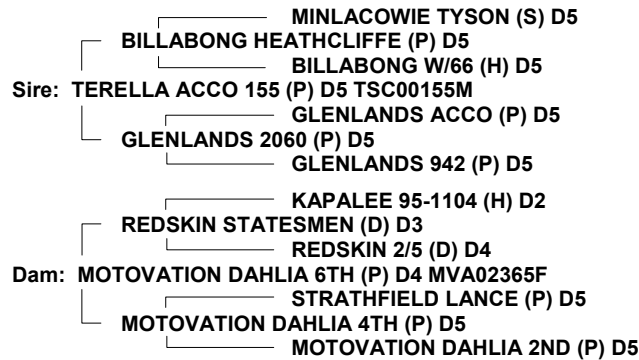 MINLACOWIE TYSON (S) D5
BILLABONG HEATHCLIFFE (P) D5
BILLABONG W/66 (H) D5
Sire: TERELLA ACCO 155 (P) D5 TSC00155M
GLENLANDS ACCO (P) D5
GLENLANDS 2060 (P) D5
GLENLANDS 942 (P) D5
KAPALEE 95-1104 (H) D2
REDSKIN STATESMEN (D) D3
REDSKIN 2/5 (D) D4
Dam: MOTOVATION DAHLIA 6TH (P) D4 MVA02365F
STRATHFIELD LANCE (P) D5
MOTOVATION DAHLIA 4TH (P) D5
MOTOVATION DAHLIA 2ND (P) D5